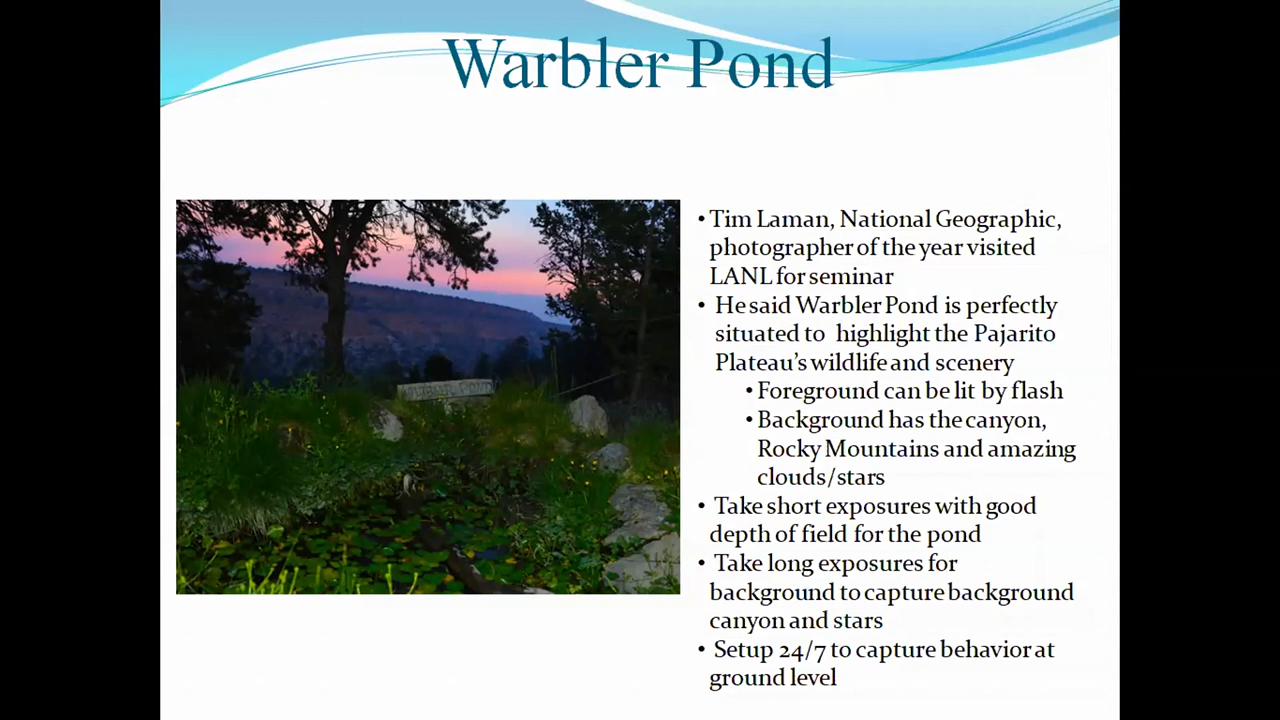 Warbler Pond
WARBLER POND
• Tim Laman, National Geographic,
photographer of the year visited
LANL for seminar
• He said Warbler Pond is perfectly
situated to highlight the Pajarito
Plateau's wildlife and scenery
• Foreground can be lit by flash
• Background has the canyon,
Rocky Mountains and amazing
clouds/stars
• Take short exposures with good
depth of field for the pond
• Take long exposures for
background to capture background
canyon and stars
• Setup 24/7 to capture behavior at
ground level